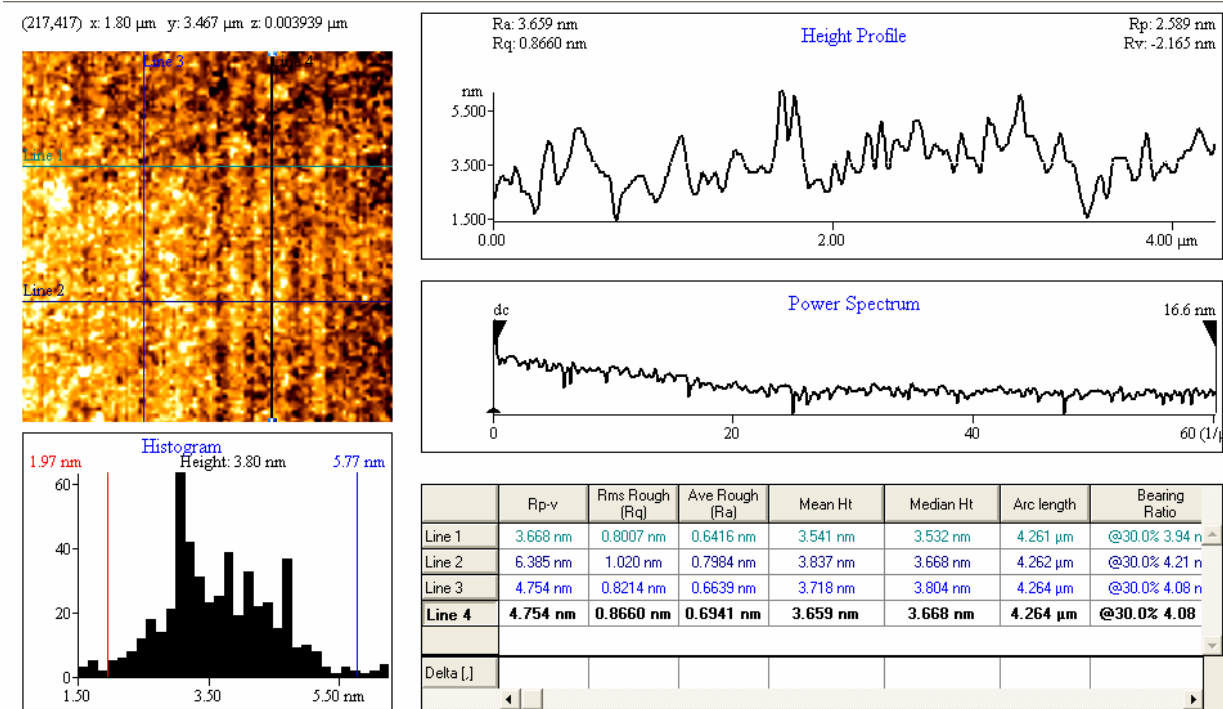 (217,417) x: 1.80 µm y: 3.467 µm z: 0.003939 µm
Line 3
Line 4
Line 1
Line 2
Histogram
1.97 nm
Height: 3.80 nm
5.77 nm
60
40
20
0
1.50
3.50
5.50 nm
Ra: 3.659 nm
Rq: 0.8660 nm
Height Profile
Rp: 2.589 nm
Rv: -2.165 nm
nm
5.500
3.500
1.500
0.00
2.00
4.00 µm
Power Spectrum
dc
16.6 nm
0
20
40
60 (1/µ
Rp-v Rms Rough (Rq) Ave Rough (Ra) Mean Ht Median Ht Arc length Bearing Ratio
Line 1 3.668 nm 0.8007 nm 0.6416 nm 3.541 nm 3.532 nm 4.261 µm @30.0% 3.94 n
Line 2 6.385 nm 1.020 nm 0.7984 nm 3.837 nm 3.668 nm 4.262 µm @30.0% 4.21 n
Line 3 4.754 nm 0.8214 nm 0.6639 nm 3.718 nm 3.804 nm 4.264 µm @30.0% 4.08 n
Line 4 4.754 nm 0.8660 nm 0.6941 nm 3.659 nm 3.668 nm 4.264 µm @30.0% 4.08
Delta [,]